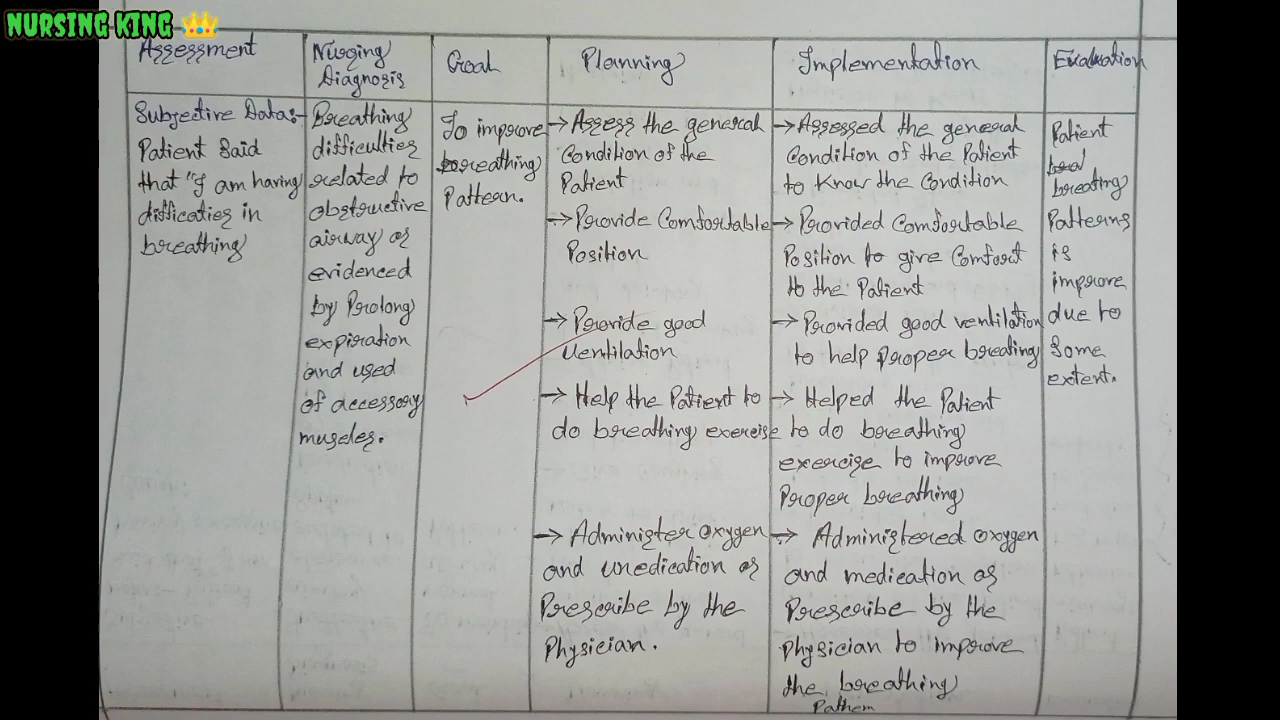 NURSING KING
Assessment
Nursing
Diagnosis
Goal
Planning
Implementation
Evaluation
Subjective Data:-
Patient Said
that "I am having
difficaties in
breathing
Breathing
difficulties
related to
obstructive
airway as
evidenced
by Prolong
expiration
and used
of accessory
muscles.
To improve
breathing
Pattern.
→ Assess the general
Condition of the
Patient
→ Provide Comfortable
Position
→ Provide good
Ventilation
→ Help the Patient to
do breathing exercise
→ Administer oxygen
and medication as
Prescribe by the
Physician.
→ Assessed the general
Condition of the Patient
to Know the Condition
→ Provided Comfortable
Position to give Comfort
to the Patient
→ Provided good ventilation
to help proper breating
→ Helped the Patient
to do breathing
exercise to improve
Proper breathing
→ Administered oxygen
and medication as
Prescribe by the
Physician to improve
the breathing
Pattern
Patient
breating
Patterns
is
improve
due to
Some
extent.